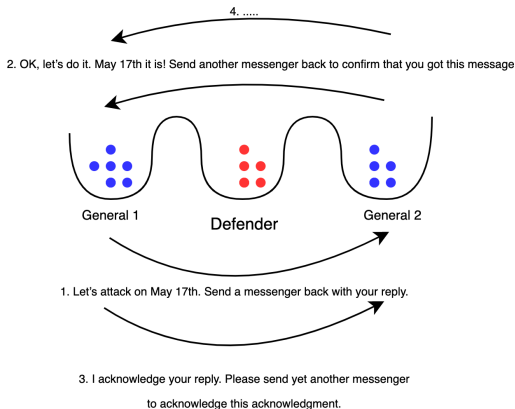 4. .....
2. OK, let's do it. May 17th it is! Send another messenger back to confirm that you got this message
General 1
Defender
General 2
1. Let's attack on May 17th. Send a messenger back with your reply.
3. I acknowledge your reply. Please send yet another messenger
to acknowledge this acknowledgment.